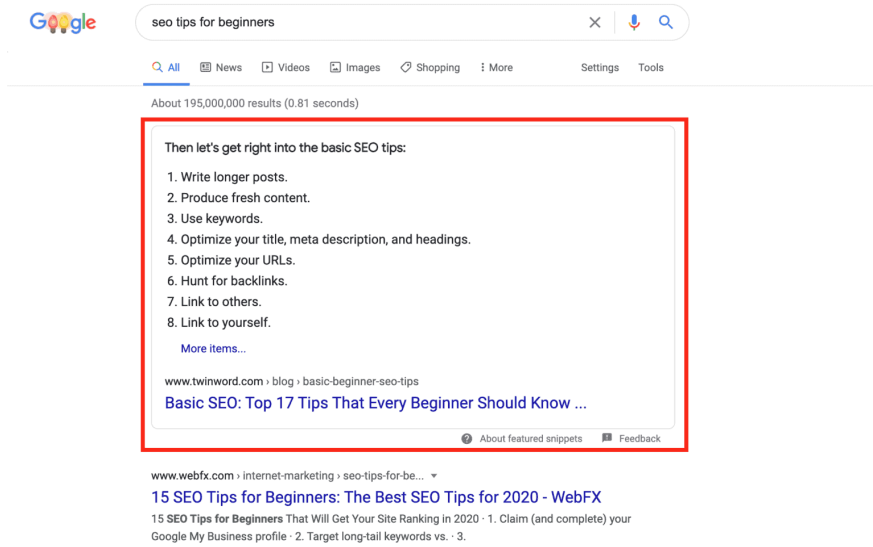 Google
seo tips for beginners
All News Videos Images Shopping More Settings Tools
About 195,000,000 results (0.81 seconds)
Then let's get right into the basic SEO tips:
1. Write longer posts.
2. Produce fresh content.
3. Use keywords.
4. Optimize your title, meta description, and headings.
5. Optimize your URLs.
6. Hunt for backlinks.
7. Link to others.
8. Link to yourself.
More items...
www.twinword.com › blog › basic-beginner-seo-tips
Basic SEO: Top 17 Tips That Every Beginner Should Know ...
About featured snippets Feedback
www.webfx.com › internet-marketing › seo-tips-for-be...
15 SEO Tips for Beginners: The Best SEO Tips for 2020 - WebFX
15 SEO Tips for Beginners That Will Get Your Site Ranking in 2020 · 1. Claim (and complete) your
Google My Business profile · 2. Target long-tail keywords vs. · 3.